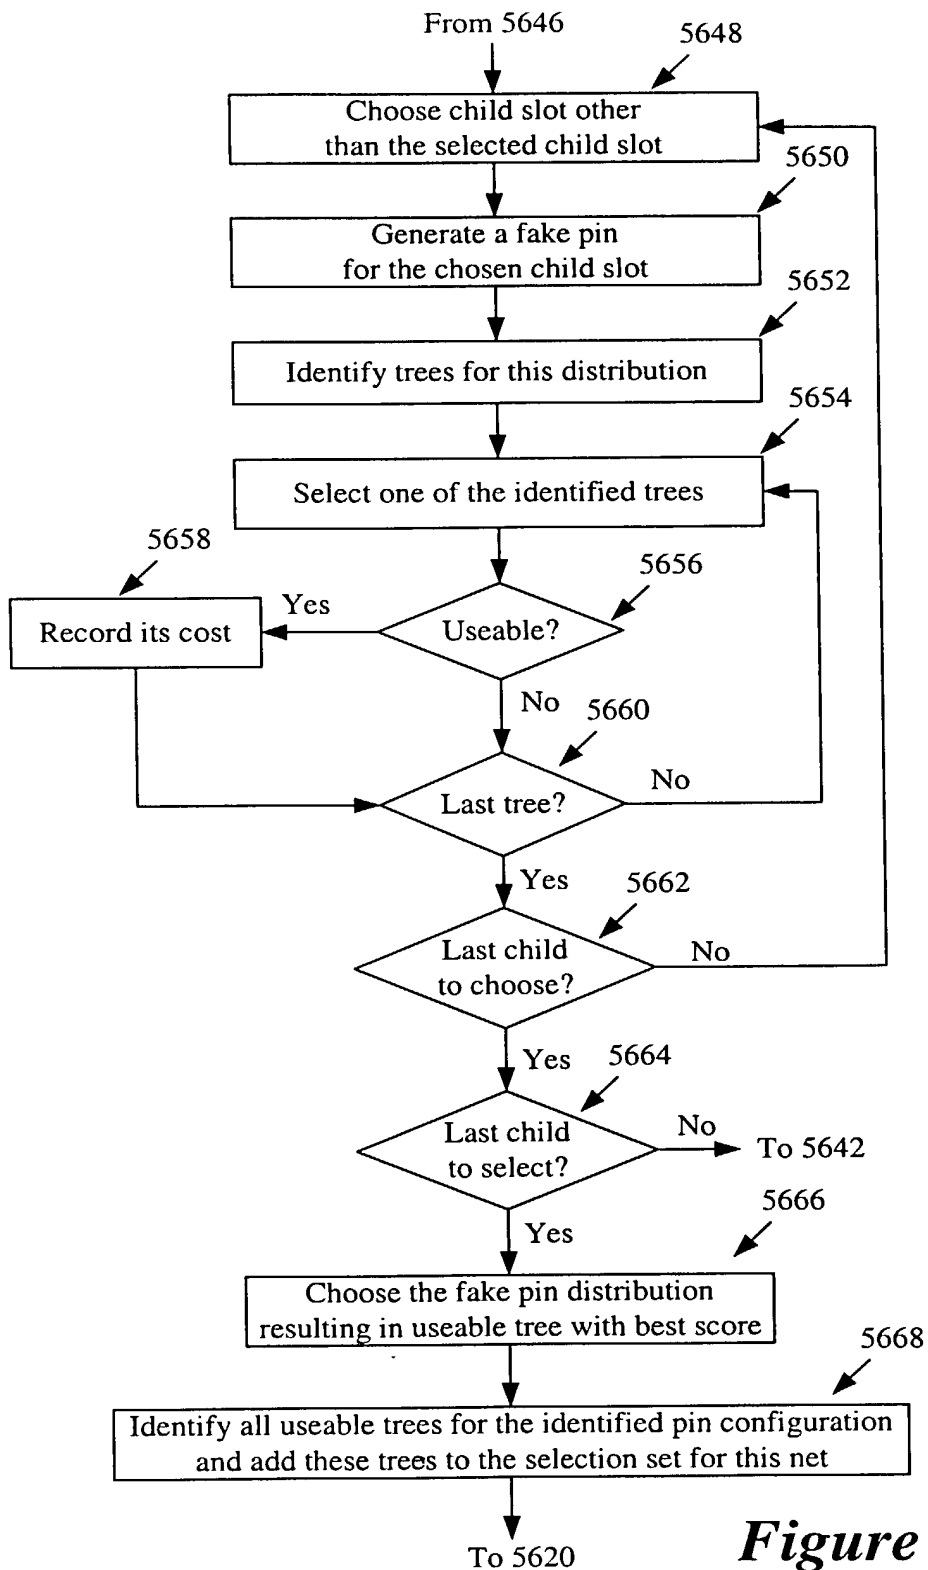 From 5646
5648
Choose child slot other
than the selected child slot
5650
Generate a fake pin
for the chosen child slot
5652
Identify trees for this distribution
5654
Select one of the identified trees
5658
5656
Yes
Record its cost
Useable?
No
5660
No
Last tree?
Yes
5662
Last child
to choose?
No
Yes
5664
Last child
to select?
No
To 5642
5666
Yes
Choose the fake pin distribution
resulting in useable tree with best score
5668
Identify all useable trees for the identified pin configuration
and add these trees to the selection set for this net
To 5620
Figure